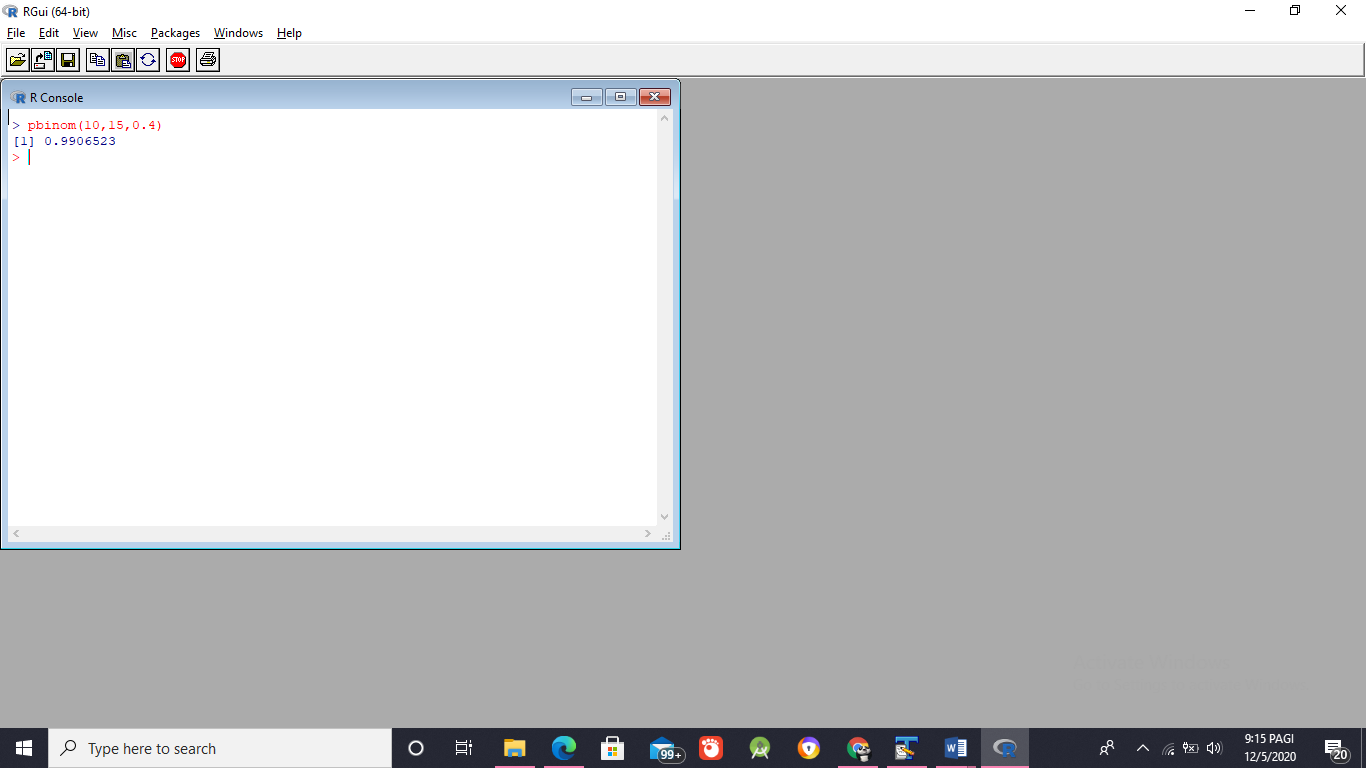 RGui (64-bit)
File Edit View Misc Packages Windows Help
STOP
R Console
> pbinom(10,15,0.4)
[1] 0.9906523
>
Type here to search
99+
9:15 PAGI
12/5/2020
20